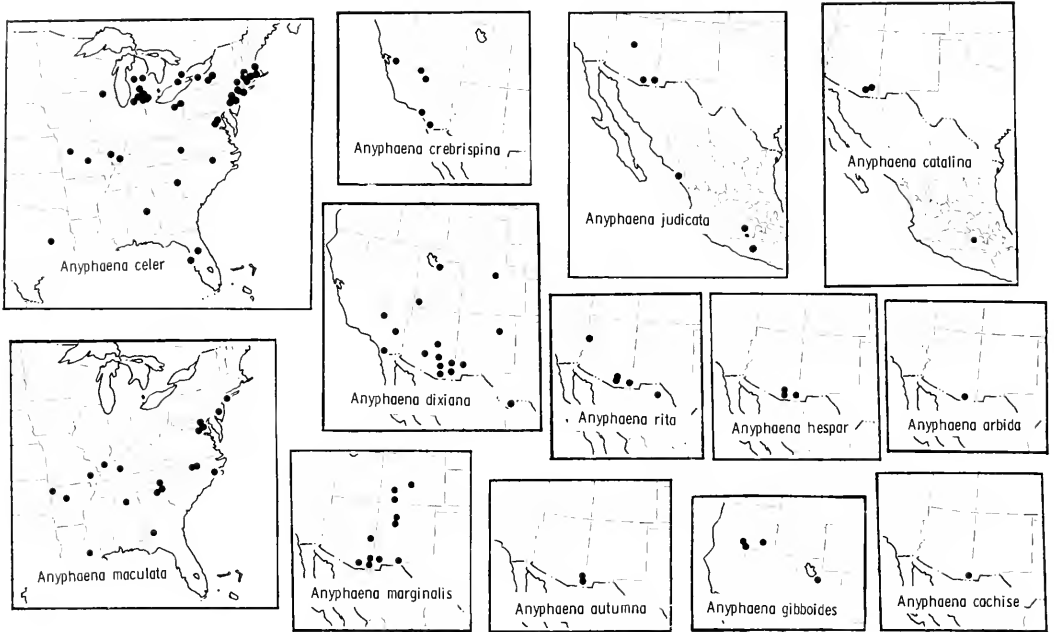 Anyphaena celer
Anyphaena crebrispina
Anyphaena judicata
Anyphaena catalina
Anyphaena dixiana
Anyphaena rita
Anyphaena hespar
Anyphaena arbida
Anyphaena maculata
Anyphaena marginalis
Anyphaena autumna
Anyphaena gibboides
Anyphaena cachise